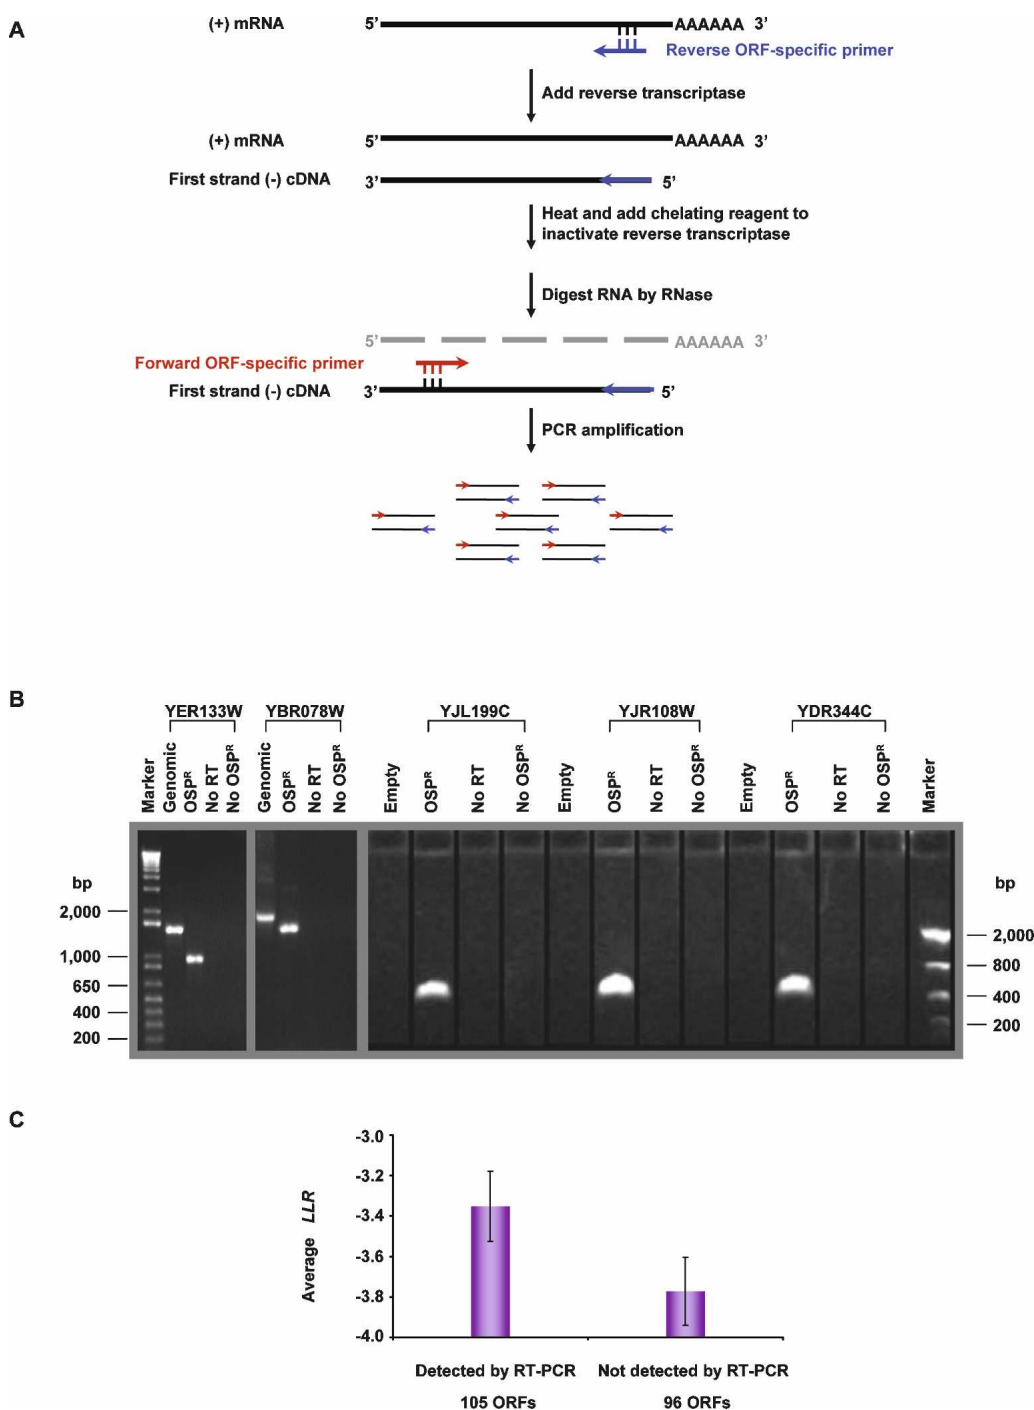 A
(+) mRNA 5' AAAAAA 3'
Reverse ORF-specific primer
Add reverse transcriptase
(+) mRNA 5' AAAAAA 3'
First strand (-) cDNA 3' 5'
Heat and add chelating reagent to
inactivate reverse transcriptase
Digest RNA by RNase
5' AAAAAA 3'
Forward ORF-specific primer
First strand (-) cDNA 3' 5'
PCR amplification
B
YER133W YBR078W YJL199C YJR108W YDR344C
Marker Genomic OSPᴿ No RT No OSPᴿ Genomic OSPᴿ No RT No OSPᴿ Empty OSPᴿ No RT No OSPᴿ Empty OSPᴿ No RT No OSPᴿ Empty OSPᴿ No RT No OSPᴿ Marker
bp bp
2,000 2,000
1,000 800
650 400
400 200
200
C
Average LLR
-3.0
-3.2
-3.4
-3.6
-3.8
-4.0
Detected by RT-PCR Not detected by RT-PCR
105 ORFs 96 ORFs